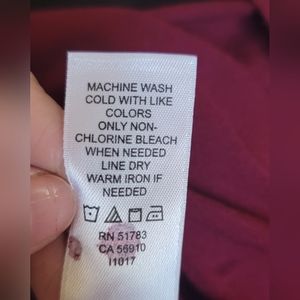 MACHINE WASH
COLD WITH LIKE
COLORS
ONLY NON-
CHLORINE BLEACH
WHEN NEEDED
LINE DRY
WARM IRON IF
NEEDED
RN 51783
CA 56910
I1017